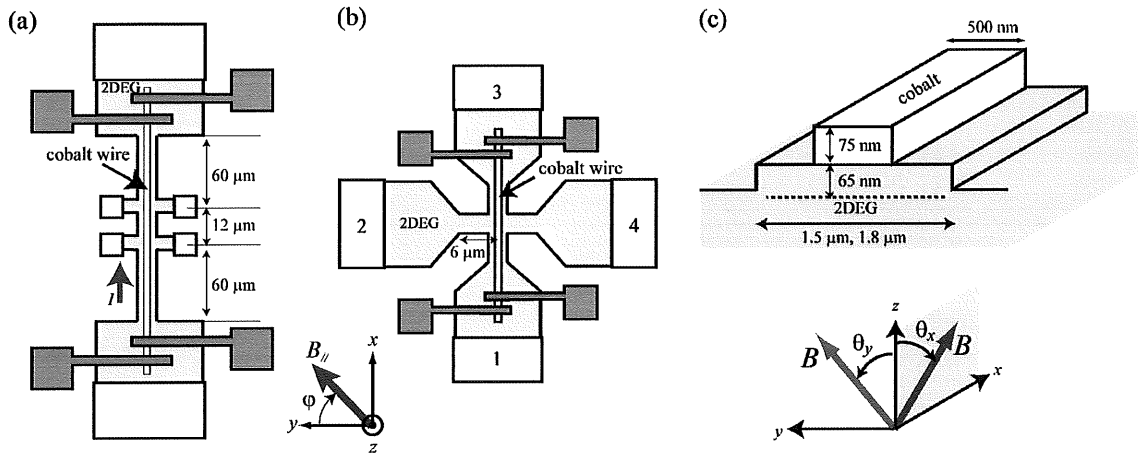 (a)
2DEG
cobalt wire
60 μm
12 μm
60 μm
I
(b)
3
cobalt wire
2
2DEG
4
6
μm
1
B//
φ
x
y
z
(c)
500 nm
cobalt
75 nm
65 nm
2DEG
1.5 μm, 1.8 μm
z
θy
θx
B
B
x
y